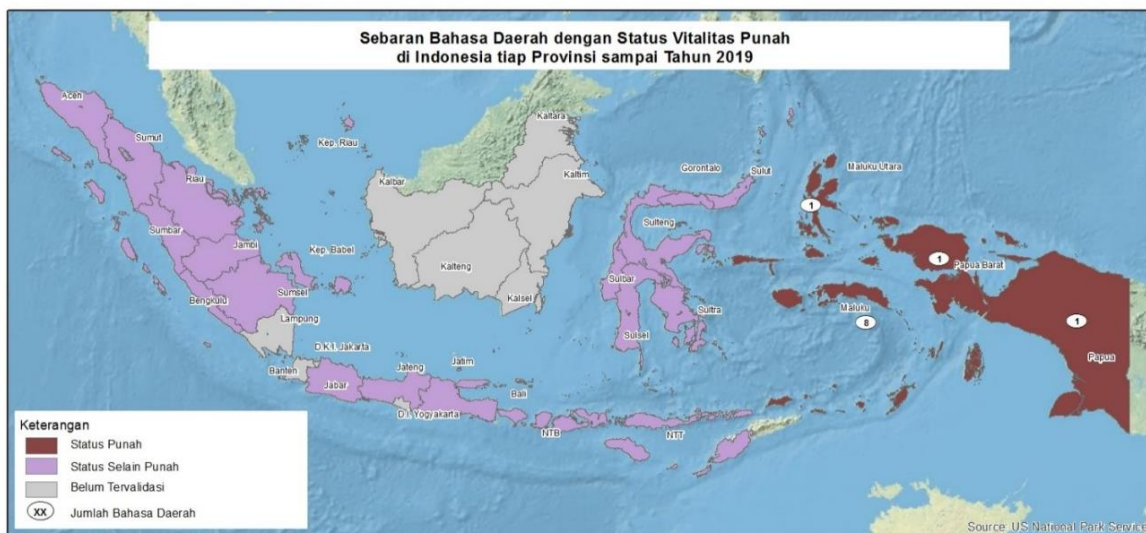 Sebaran Bahasa Daerah dengan Status Vitalitas Punah
di Indonesia tiap Provinsi sampai Tahun 2019
Aceh
Sumut
Kep. Riau
Riau
Sumbar
Jambi
Kep. Babel
Bengkulu
Sumsel
Lampung
D.K.I. Jakarta
Banten
Jabar
Jateng
Jatim
D.I. Yogyakarta
Bali
NTB
NTT
Kalbar
Kaltara
Kaltim
Kalteng
Kalsel
Gorontalo
Sulut
Sulteng
Sulbar
Sulsel
Sultra
Maluku Utara
1
Maluku
8
1
Papua Barat
1
Papua
Keterangan
Status Punah
Status Selain Punah
Belum Tervalidasi
XX Jumlah Bahasa Daerah
Source: US National Park Service